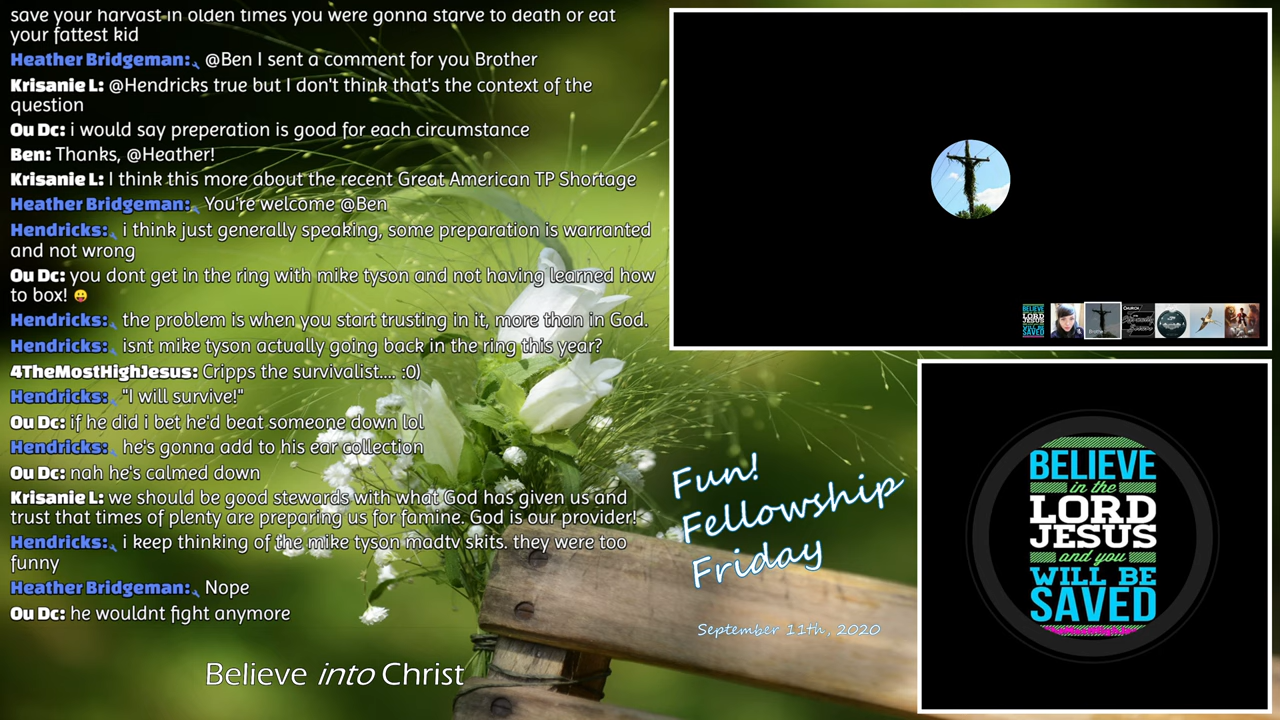 save your harvast in olden times you were gonna starve to death or eat
your fattest kid
Heather Bridgeman: @Ben I sent a comment for you Brother
Krisanie L: @Hendricks true but I don't think that's the context of the
question
Ou Dc: i would say preperation is good for each circumstance
Ben: Thanks, @Heather!
Krisanie L: I think this more about the recent Great American TP Shortage
Heather Bridgeman: You're welcome @Ben
Hendricks: i think just generally speaking, some preparation is warranted
and not wrong
Ou Dc: you dont get in the ring with mike tyson and not having learned how
to box! 😛
Hendricks: the problem is when you start trusting in it, more than in God.
Hendricks: isnt mike tyson actually going back in the ring this year?
4TheMostHighJesus: Cripps the survivalist.... :0)
Hendricks: "I will survive!"
Ou Dc: if he did i bet he'd beat someone down lol
Hendricks: he's gonna add to his ear collection
Ou Dc: nah he's calmed down
Krisanie L: we should be good stewards with what God has given us and
trust that times of plenty are preparing us for famine. God is our provider!
Hendricks: i keep thinking of the mike tyson madtv skits. they were too
funny
Heather Bridgeman: Nope
Ou Dc: he wouldnt fight anymore
Believe into Christ
Fun!
Fellowship
Friday
September 11th, 2020
BELIEVE
in the
LORD
JESUS
and you
WILL BE
SAVED
BELIEVE
LORD
JESUS
SAVED